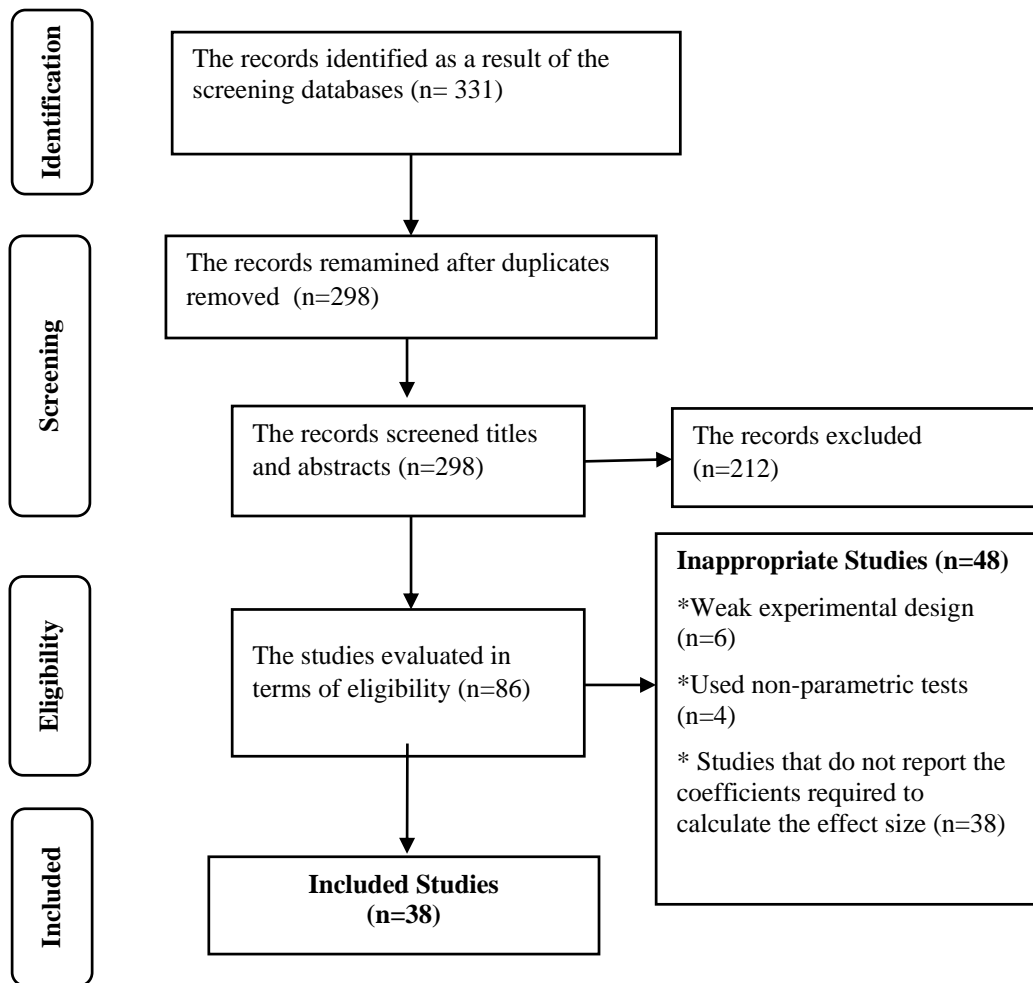 Identification
The records identified as a result of the
screening databases (n= 331)
Screening
The records remamined after duplicates
removed  (n=298)
The records screened titles
and abstracts (n=298)
The records excluded
(n=212)
Eligibility
The studies evaluated in
terms of eligibility (n=86)
Inappropriate Studies (n=48)
*Weak experimental design
(n=6)
*Used non-parametric tests
(n=4)
* Studies that do not report the
coefficients required to
calculate the effect size (n=38)
Included
Included Studies
(n=38)